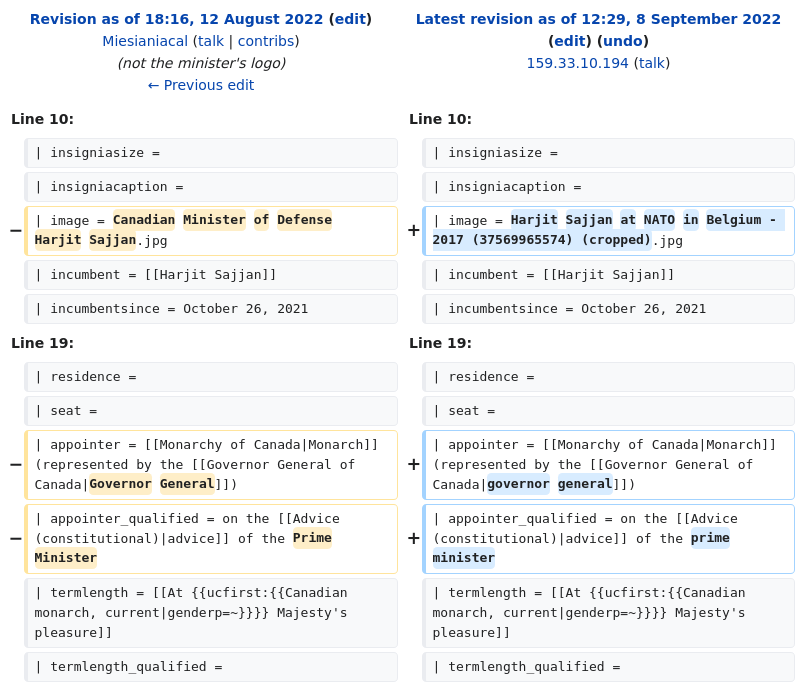 Revision as of 18:16, 12 August 2022 (edit)
Miesianiacal (talk | contribs)
(not the minister's logo)
← Previous edit
Latest revision as of 12:29, 8 September 2022
(edit) (undo)
159.33.10.194 (talk)
Line 10:
Line 10:
| insigniasize =
| insigniasize =
| insigniacaption =
| insigniacaption =
− | image = Canadian Minister of Defense
Harjit Sajjan.jpg
+ | image = Harjit Sajjan at NATO in Belgium -
2017 (37569965574) (cropped).jpg
| incumbent = [[Harjit Sajjan]]
| incumbent = [[Harjit Sajjan]]
| incumbentsince = October 26, 2021
| incumbentsince = October 26, 2021
Line 19:
Line 19:
| residence =
| residence =
| seat =
| seat =
− | appointer = [[Monarchy of Canada|Monarch]]
(represented by the [[Governor General of
Canada|Governor General]])
+ | appointer = [[Monarchy of Canada|Monarch]]
(represented by the [[Governor General of
Canada|governor general]])
− | appointer_qualified = on the [[Advice
(constitutional)|advice]] of the Prime
Minister
+ | appointer_qualified = on the [[Advice
(constitutional)|advice]] of the prime
minister
| termlength = [[At {{ucfirst:{{Canadian
monarch, current|genderp=~}}}} Majesty's
pleasure]]
| termlength = [[At {{ucfirst:{{Canadian
monarch, current|genderp=~}}}} Majesty's
pleasure]]
| termlength_qualified =
| termlength_qualified =